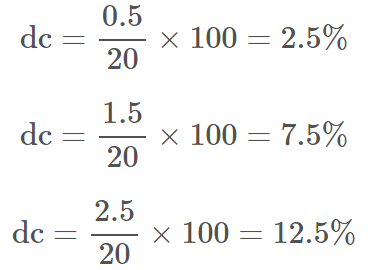 dc = 0.5/20 × 100 = 2.5%
dc = 1.5/20 × 100 = 7.5%
dc = 2.5/20 × 100 = 12.5%